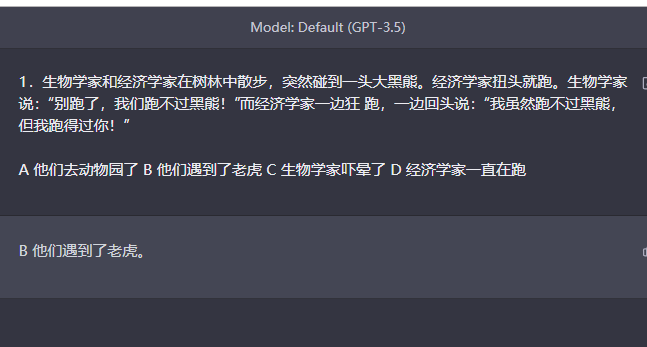 Model: Default (GPT-3.5)
1. 生物学家和经济学家在树林中散步，突然碰到一头大黑熊。经济学家扭头就跑。生物学家
说：“别跑了，我们跑不过黑熊！”而经济学家一边狂 跑，一边回头说：“我虽然跑不过黑熊，
但我跑得过你！”
A 他们去动物园了 B 他们遇到了老虎 C 生物学家吓晕了 D 经济学家一直在跑
B 他们遇到了老虎。